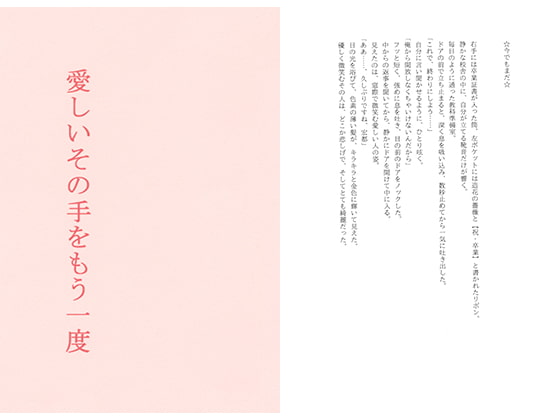 愛しいその手をもう一度
☆今でもまだ☆
右手には卒業証書が入った筒、左ポケットには造花の薔薇と【祝・卒業】と書かれたリボン。
静かな校舎の中に、自分が立てる靴音だけが響く。
毎日のように通った教科準備室。
ドアの前で立ち止まると、深く息を吸い込み、数秒止めてから一気に吐き出した。
「これで、終わりにしよう……」
自分に言い聞かせるように、ひとり呟く。
「俺から開放しなくちゃいけないんだから」
フッと短く、強めに息を吐き、目の前のドアをノックした。
中からの返事を聞いてから、静かにドアを開けて中に入る。
見えたのは、窓際で微笑む愛しい人の姿。
「ああ……、久しぶりですね、宏都」
日の光を浴びて、色素の薄い髪が、キラキラと金色に輝いて見えた。
優しく微笑むその人は、どこか悲しげで、そしてとても綺麗だった。